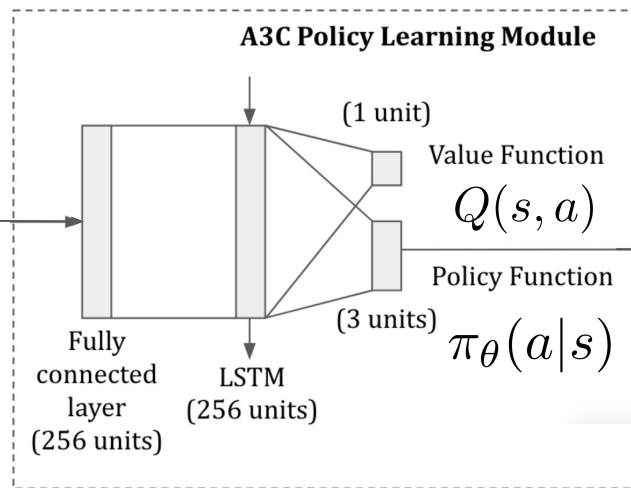 A3C Policy Learning Module
(1 unit)
Value Function
Q(s, a)
Policy Function
(3 units)
π_θ(a|s)
Fully
connected
layer
(256 units)
LSTM
(256 units)